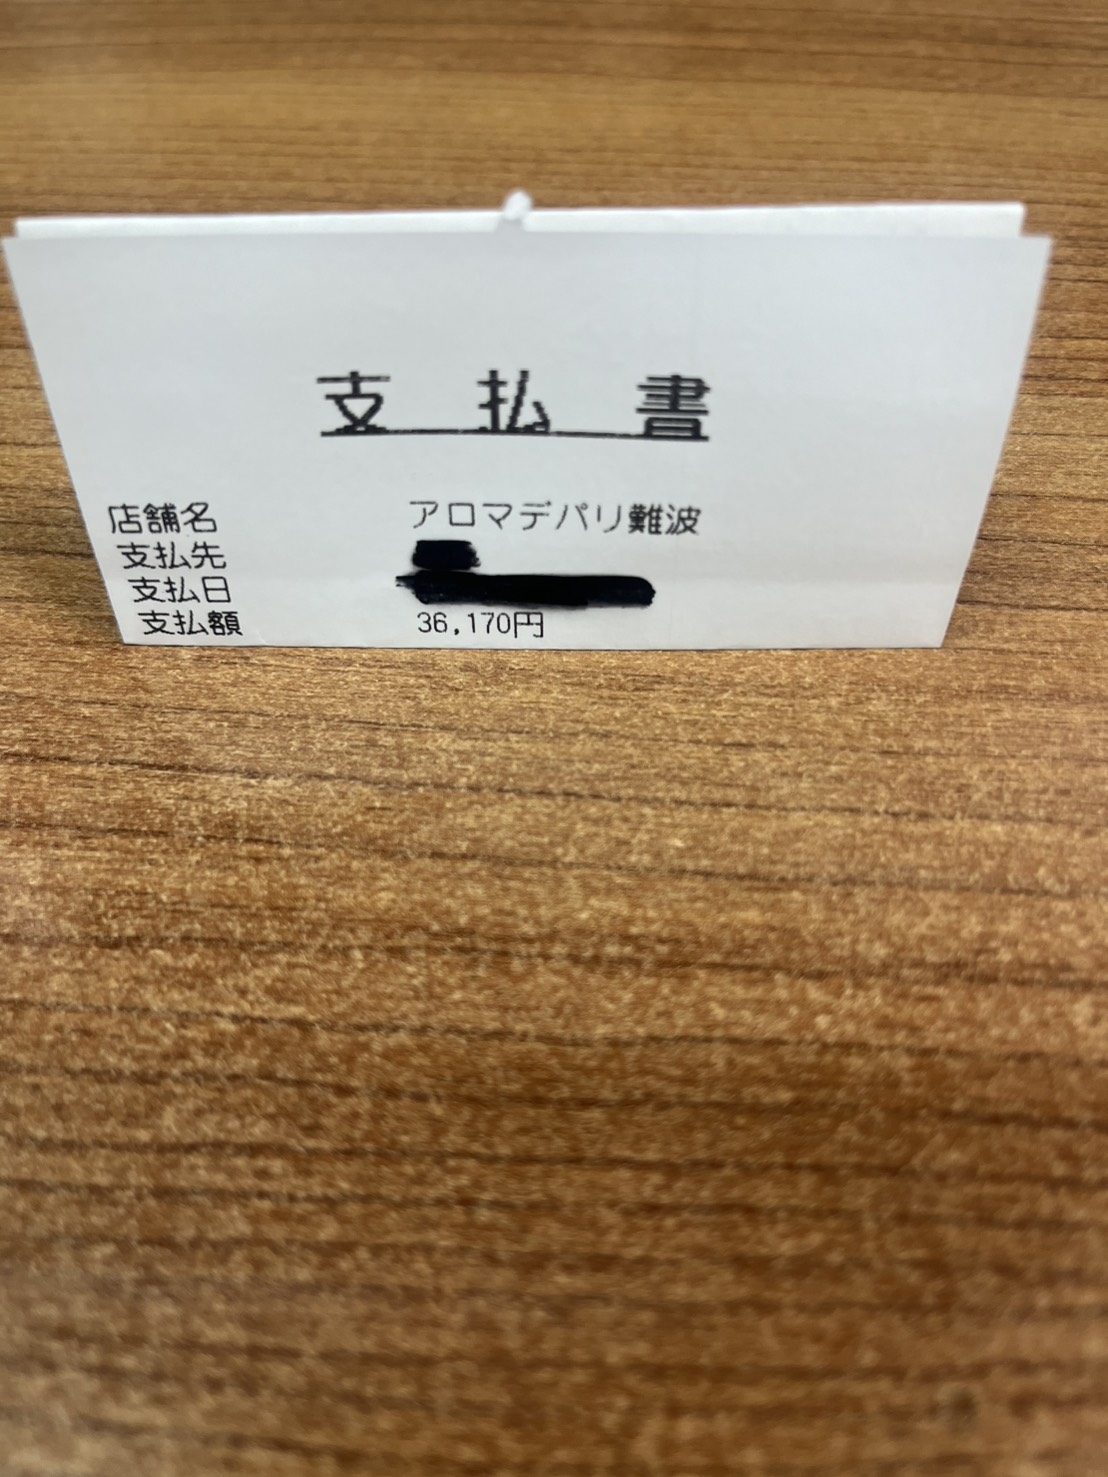 支払書
店舗名 アロマデパリ難波
支払先
支払日
支払額 36,170円